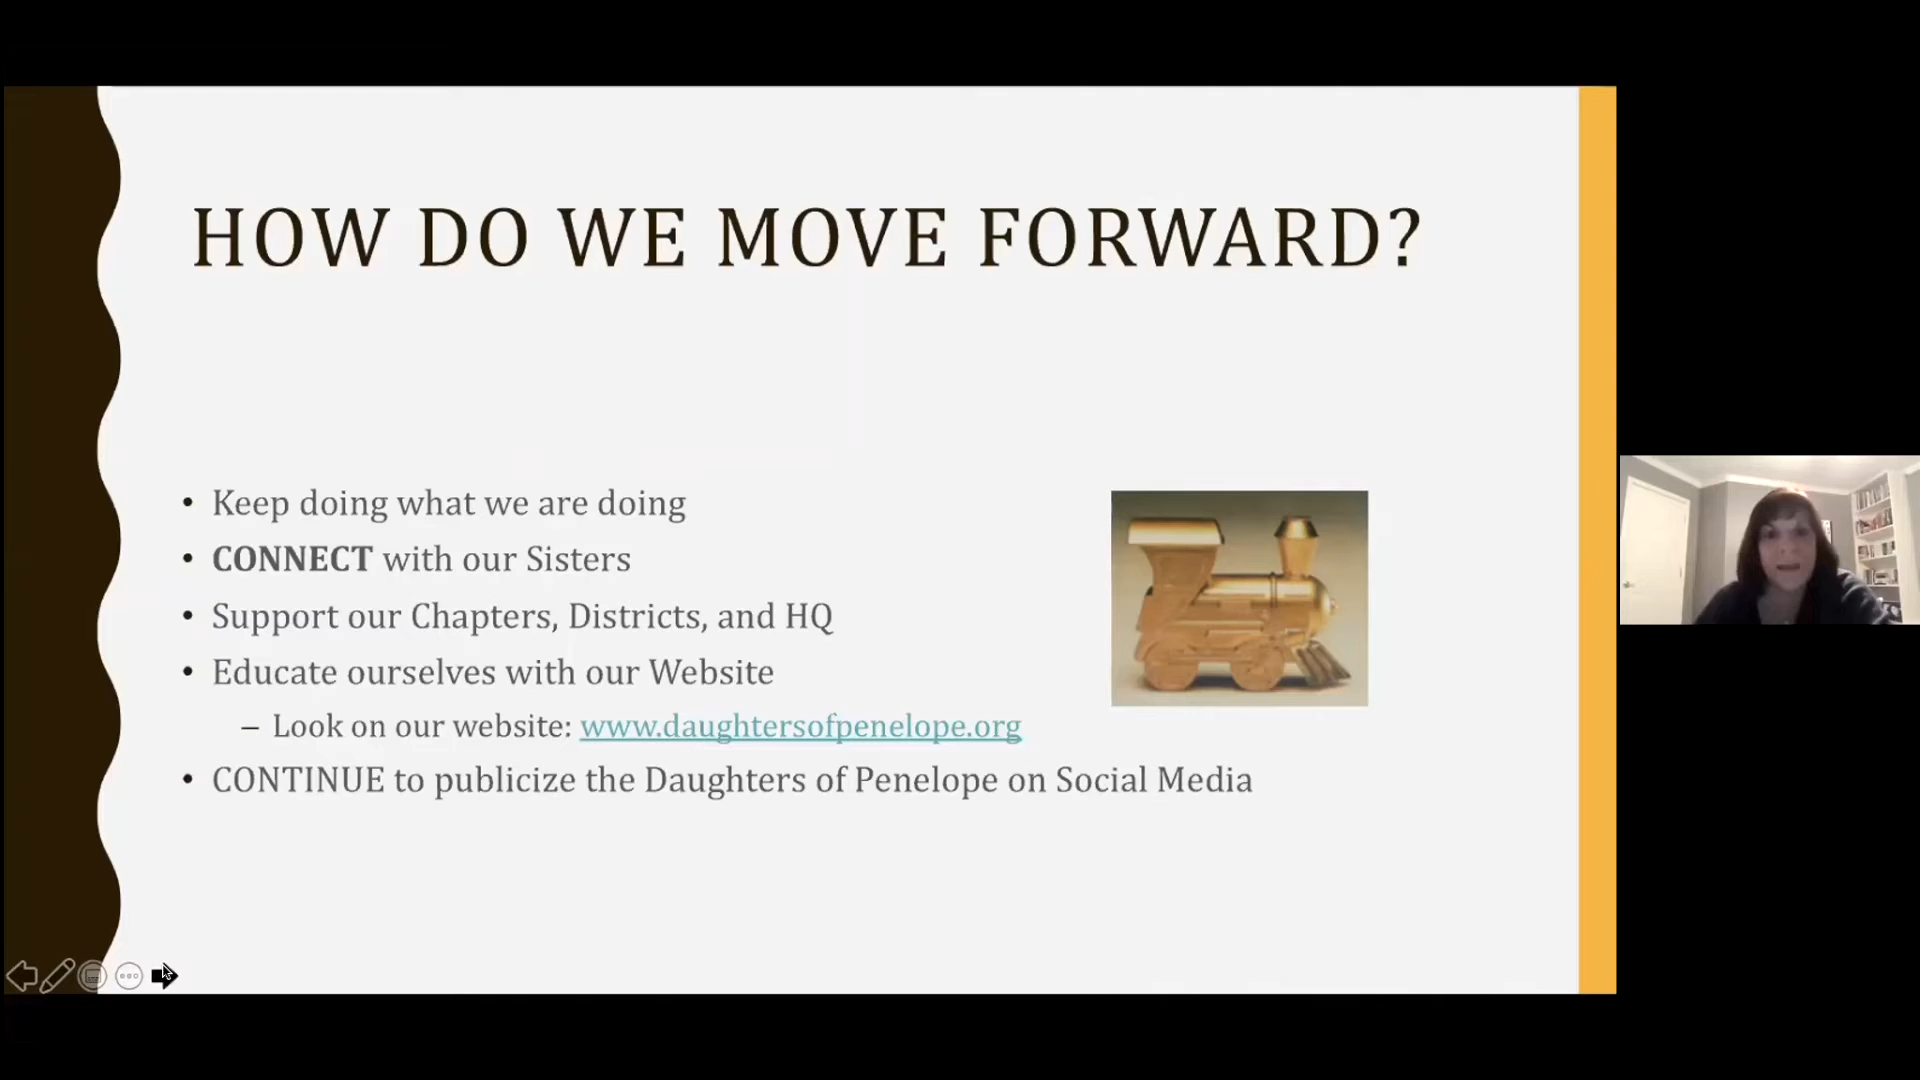 HOW DO WE MOVE FORWARD?
• Keep doing what we are doing
• CONNECT with our Sisters
• Support our Chapters, Districts, and HQ
• Educate ourselves with our Website
– Look on our website: www.daughtersofpenelope.org
• CONTINUE to publicize the Daughters of Penelope on Social Media